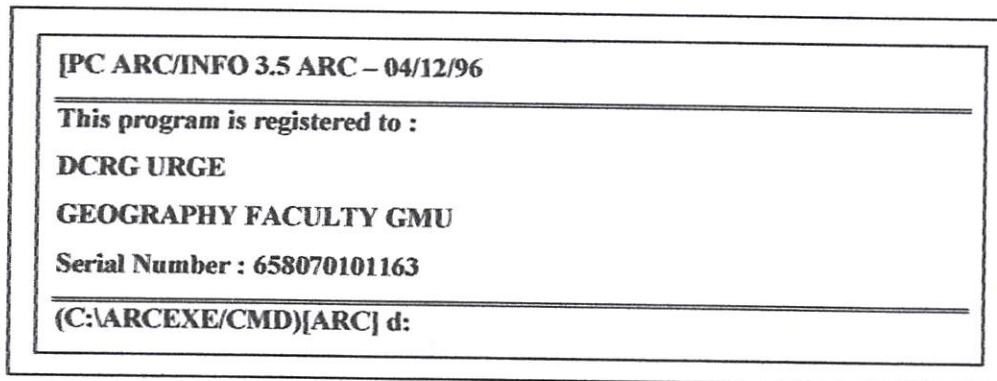 [PC ARC/INFO 3.5 ARC – 04/12/96
This program is registered to :
DCRG URGE
GEOGRAPHY FACULTY GMU
Serial Number : 658070101163
(C:\ARCEXE/CMD)[ARC] d: